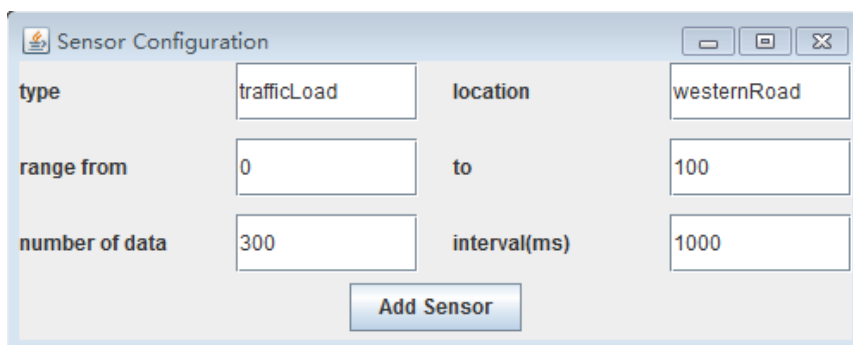 Sensor Configuration
type trafficLoad location westernRoad
range from 0 to 100
number of data 300 interval(ms) 1000
Add Sensor